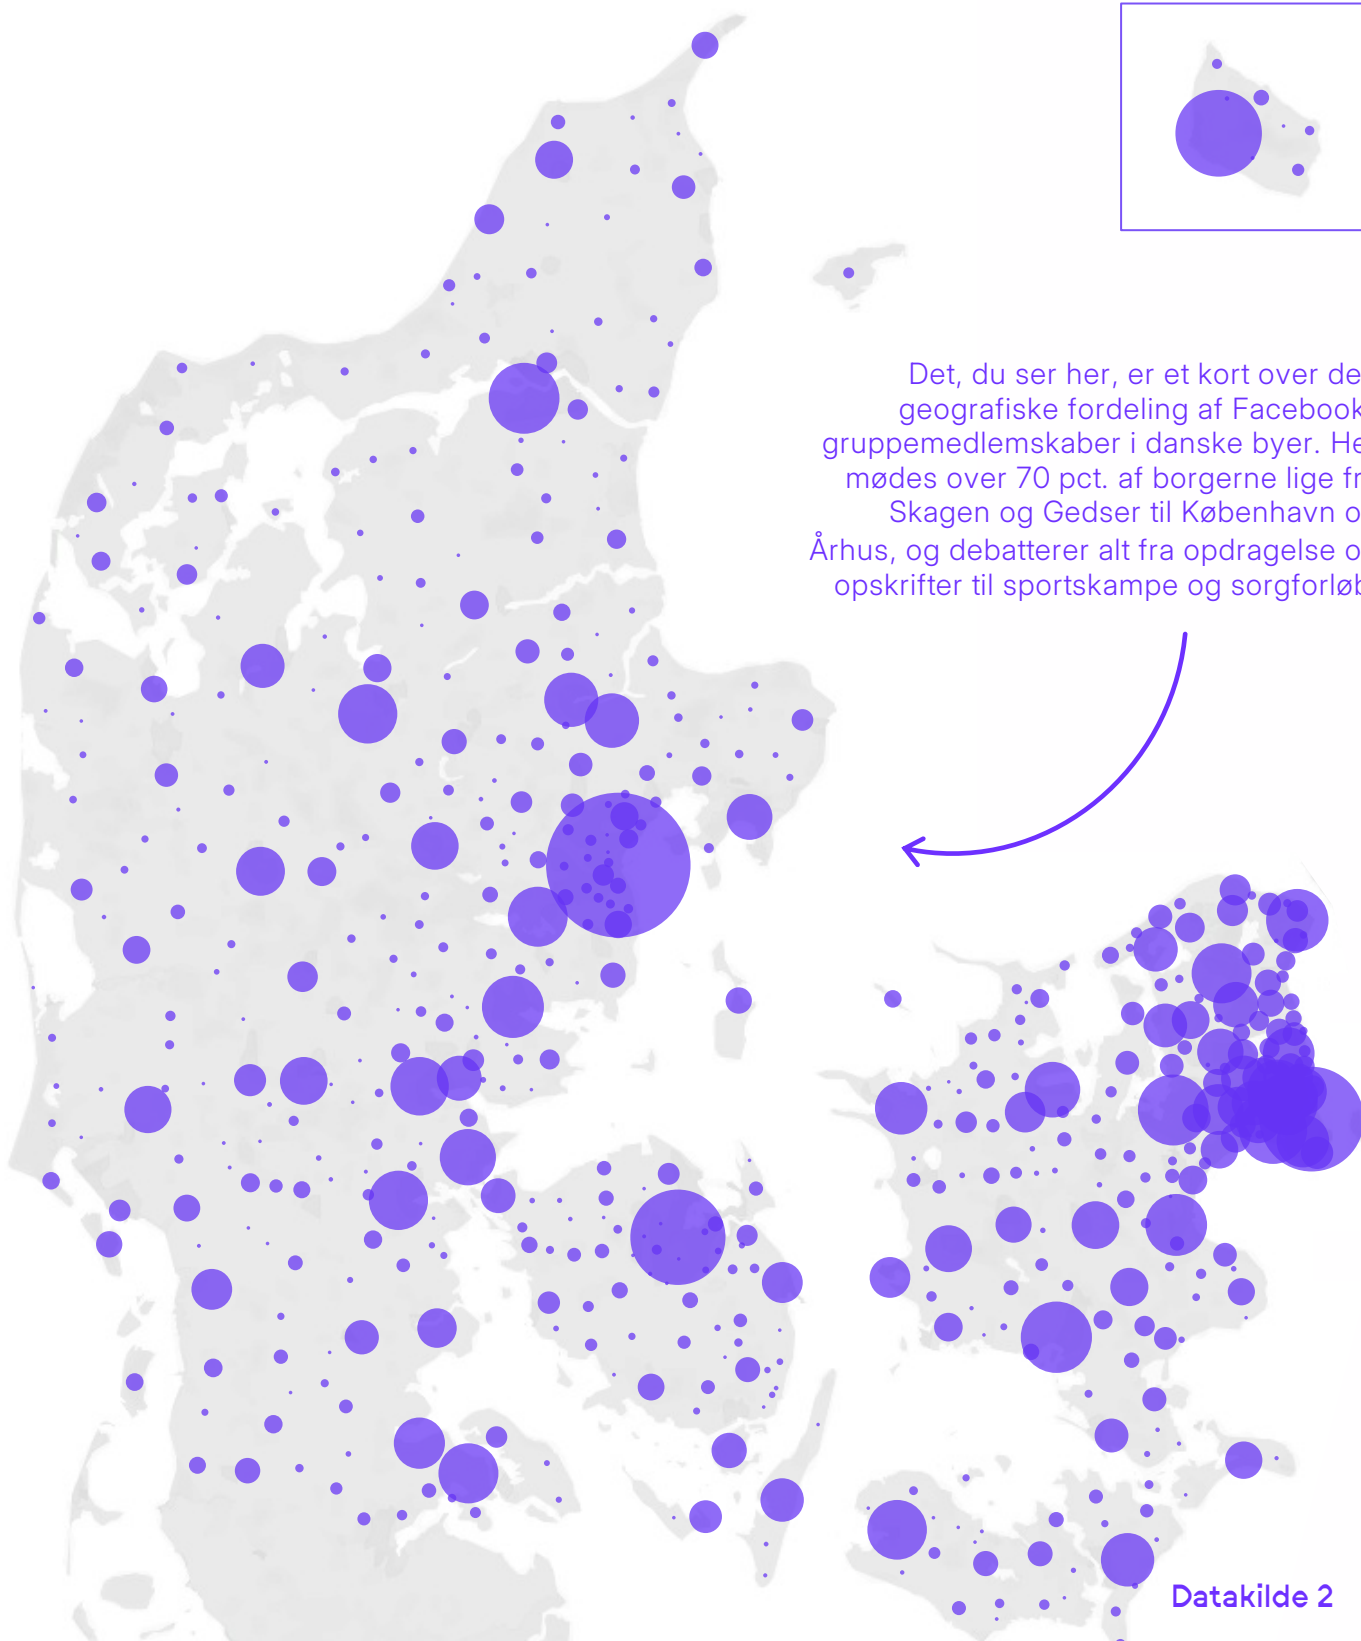 Det, du ser her, er et kort over de
geografiske fordeling af Facebook
gruppemedlemskaber i danske byer. He
mødes over 70 pct. af borgerne lige fr
Skagen og Gedser til København o
Århus, og debatterer alt fra opdragelse o
opskrifter til sportskampe og sorgforløb
Datakilde 2